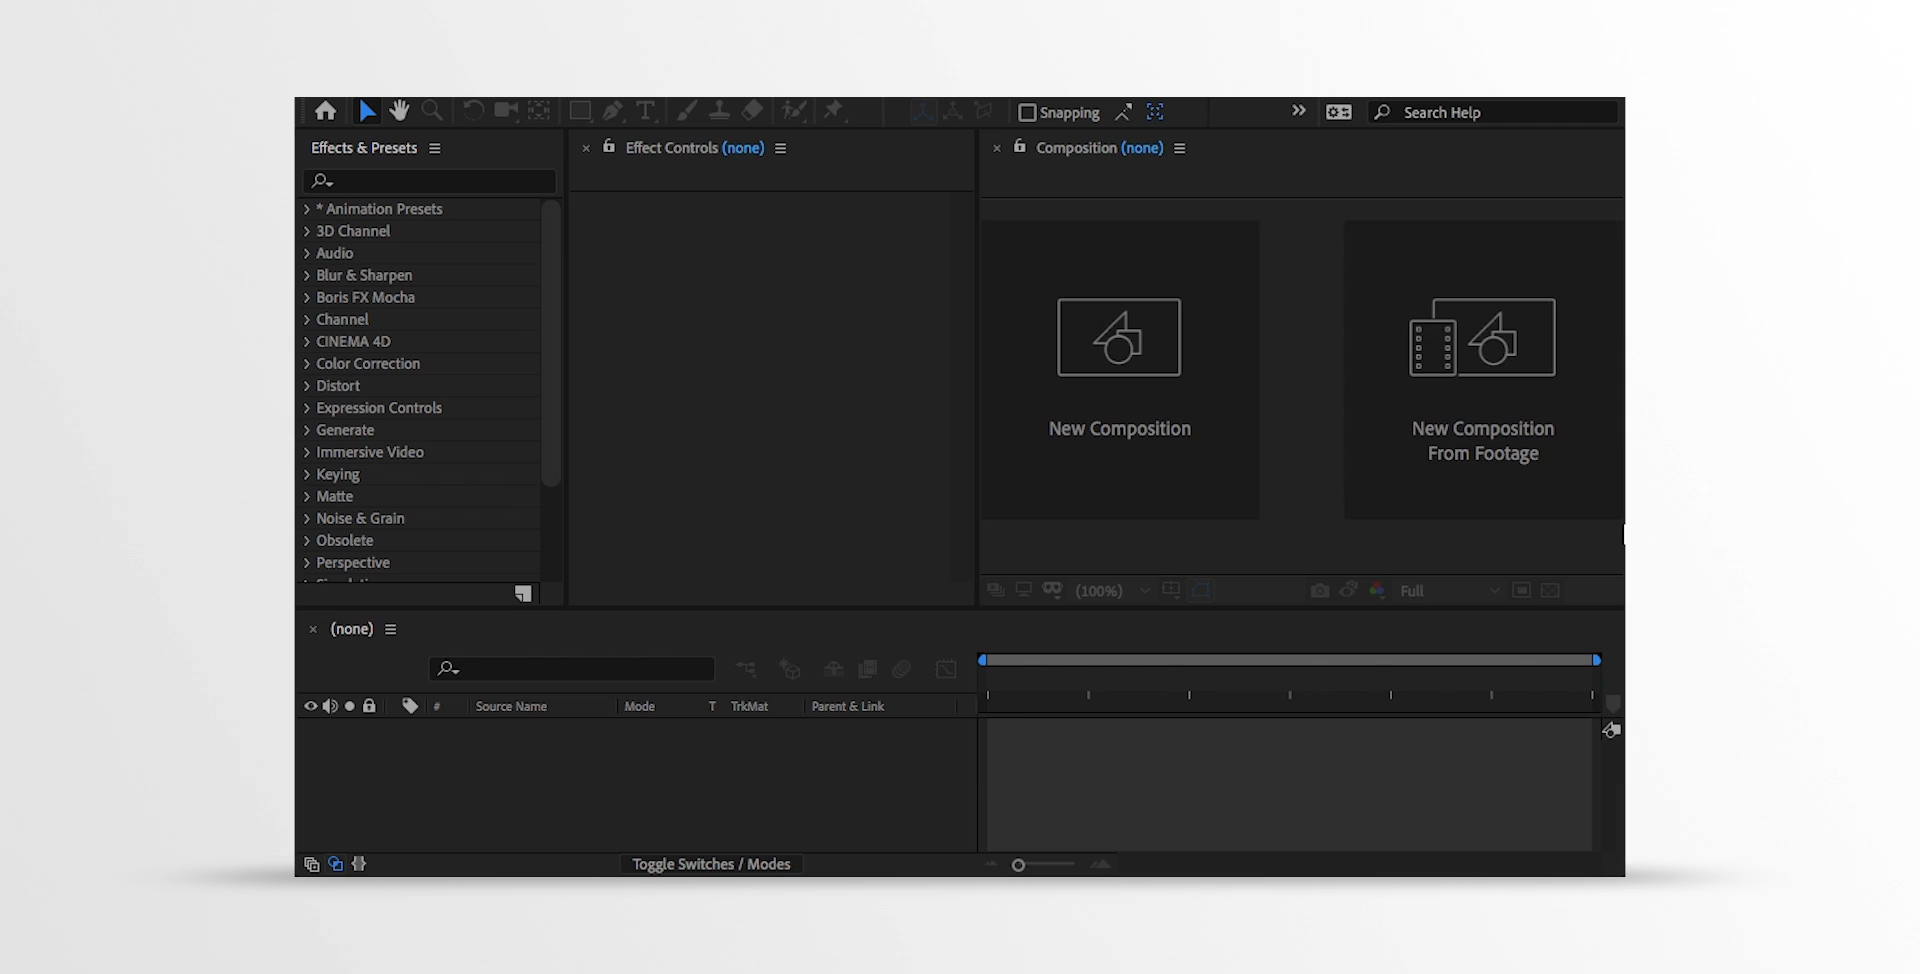 Snapping
Search Help
Effects & Presets
Effect Controls (none)
Composition (none)
* Animation Presets
3D Channel
Audio
Blur & Sharpen
Boris FX Mocha
Channel
CINEMA 4D
Color Correction
Distort
Expression Controls
Generate
Immersive Video
Keying
Matte
Noise & Grain
Obsolete
Perspective
New Composition
New Composition
From Footage
(100%)
Full
(none)
#
Source Name
Mode
T
TrkMat
Parent & Link
Toggle Switches / Modes